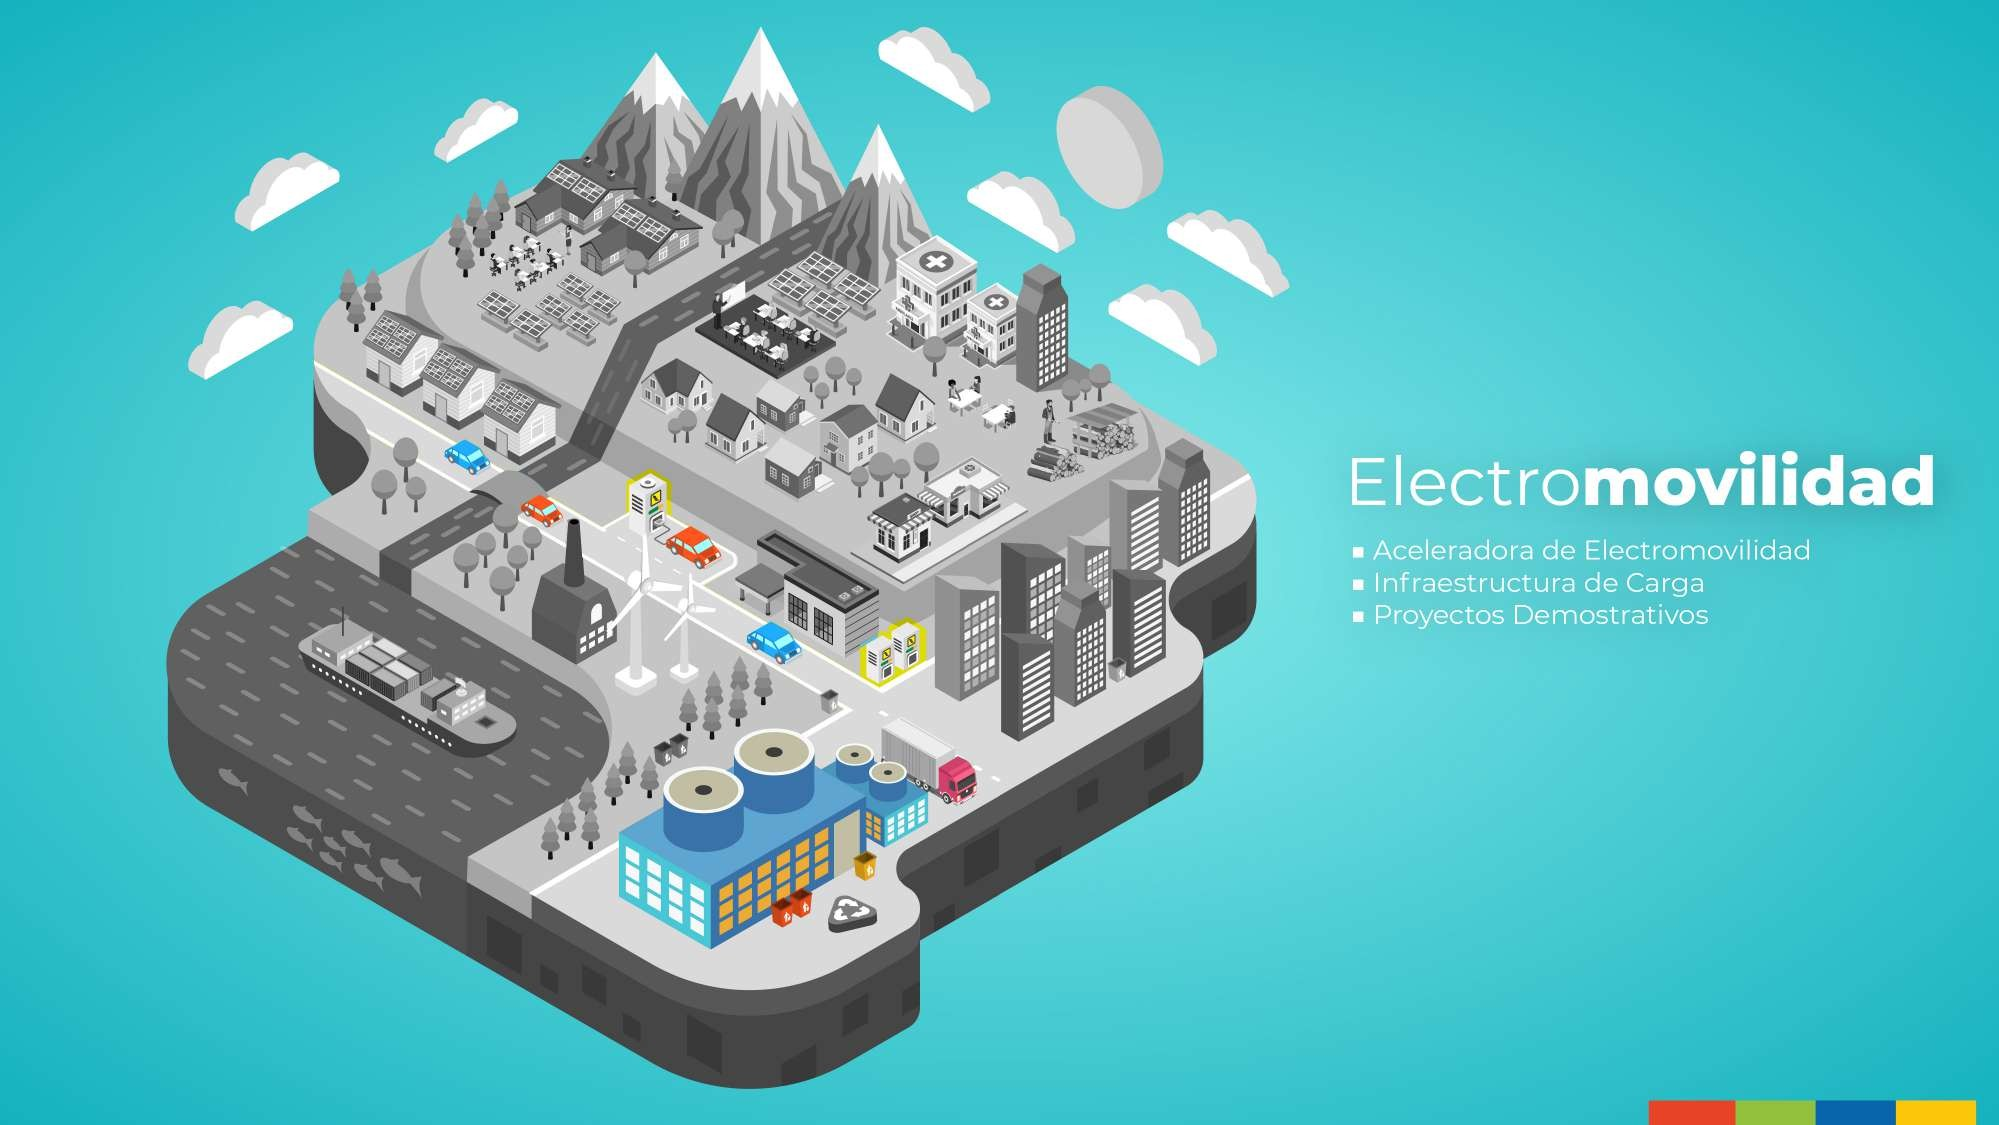 Electromovilidad
▪ Aceleradora de Electromovilidad
▪ Infraestructura de Carga
▪ Proyectos Demostrativos